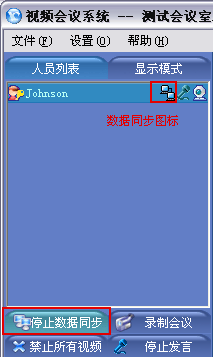 视频会议系统 -- 测试会议室
文件(F) 设置(O) 帮助(H)
人员列表 显示模式
Johnson
数据同步图标
停止数据同步 录制会议
禁止所有视频 停止发言